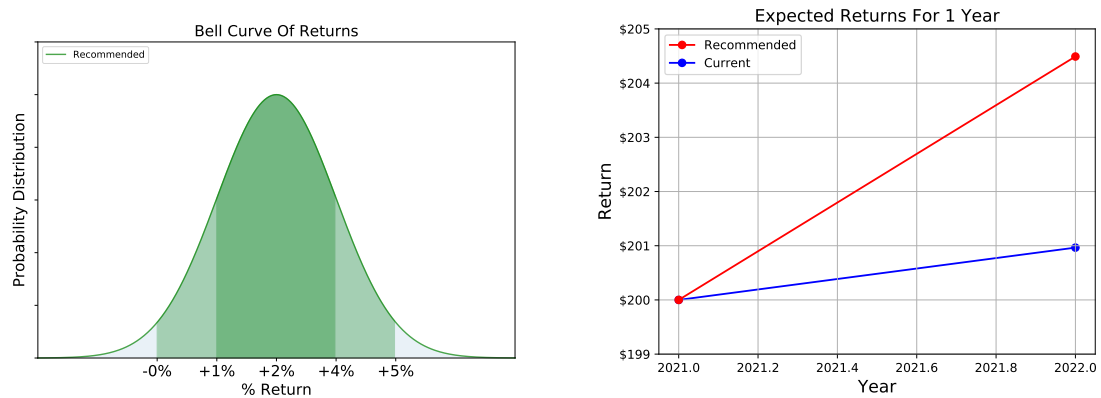 Bell Curve Of Returns
Recommended
Probability Distribution
-0% +1% +2% +4% +5%
% Return
Expected Returns For 1 Year
Recommended
Current
$205
$204
$203
$202
$201
$200
$199
Return
2021.0 2021.2 2021.4 2021.6 2021.8 2022.0
Year